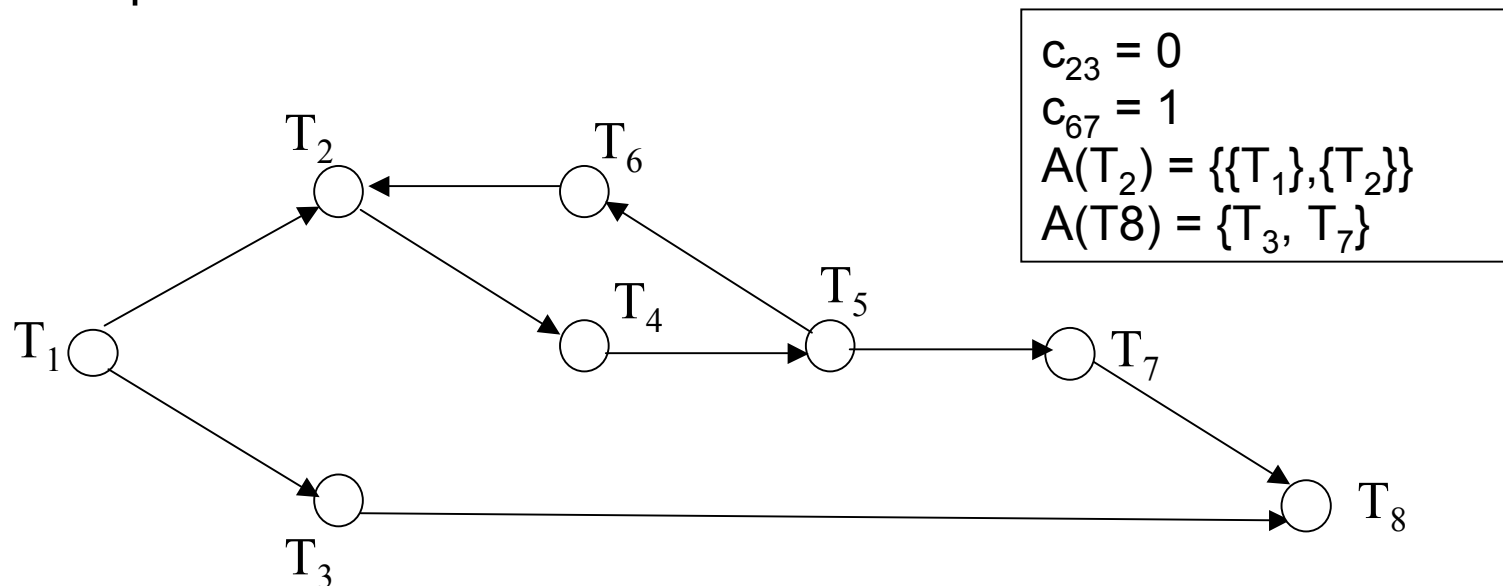 c₂₃ = 0
c₆₇ = 1
A(T₂) = {{T₁},{T₂}}
A(T8) = {T₃, T₇}
T₂
T₆
T₄
T₅
T₁
T₇
T₃
T₈